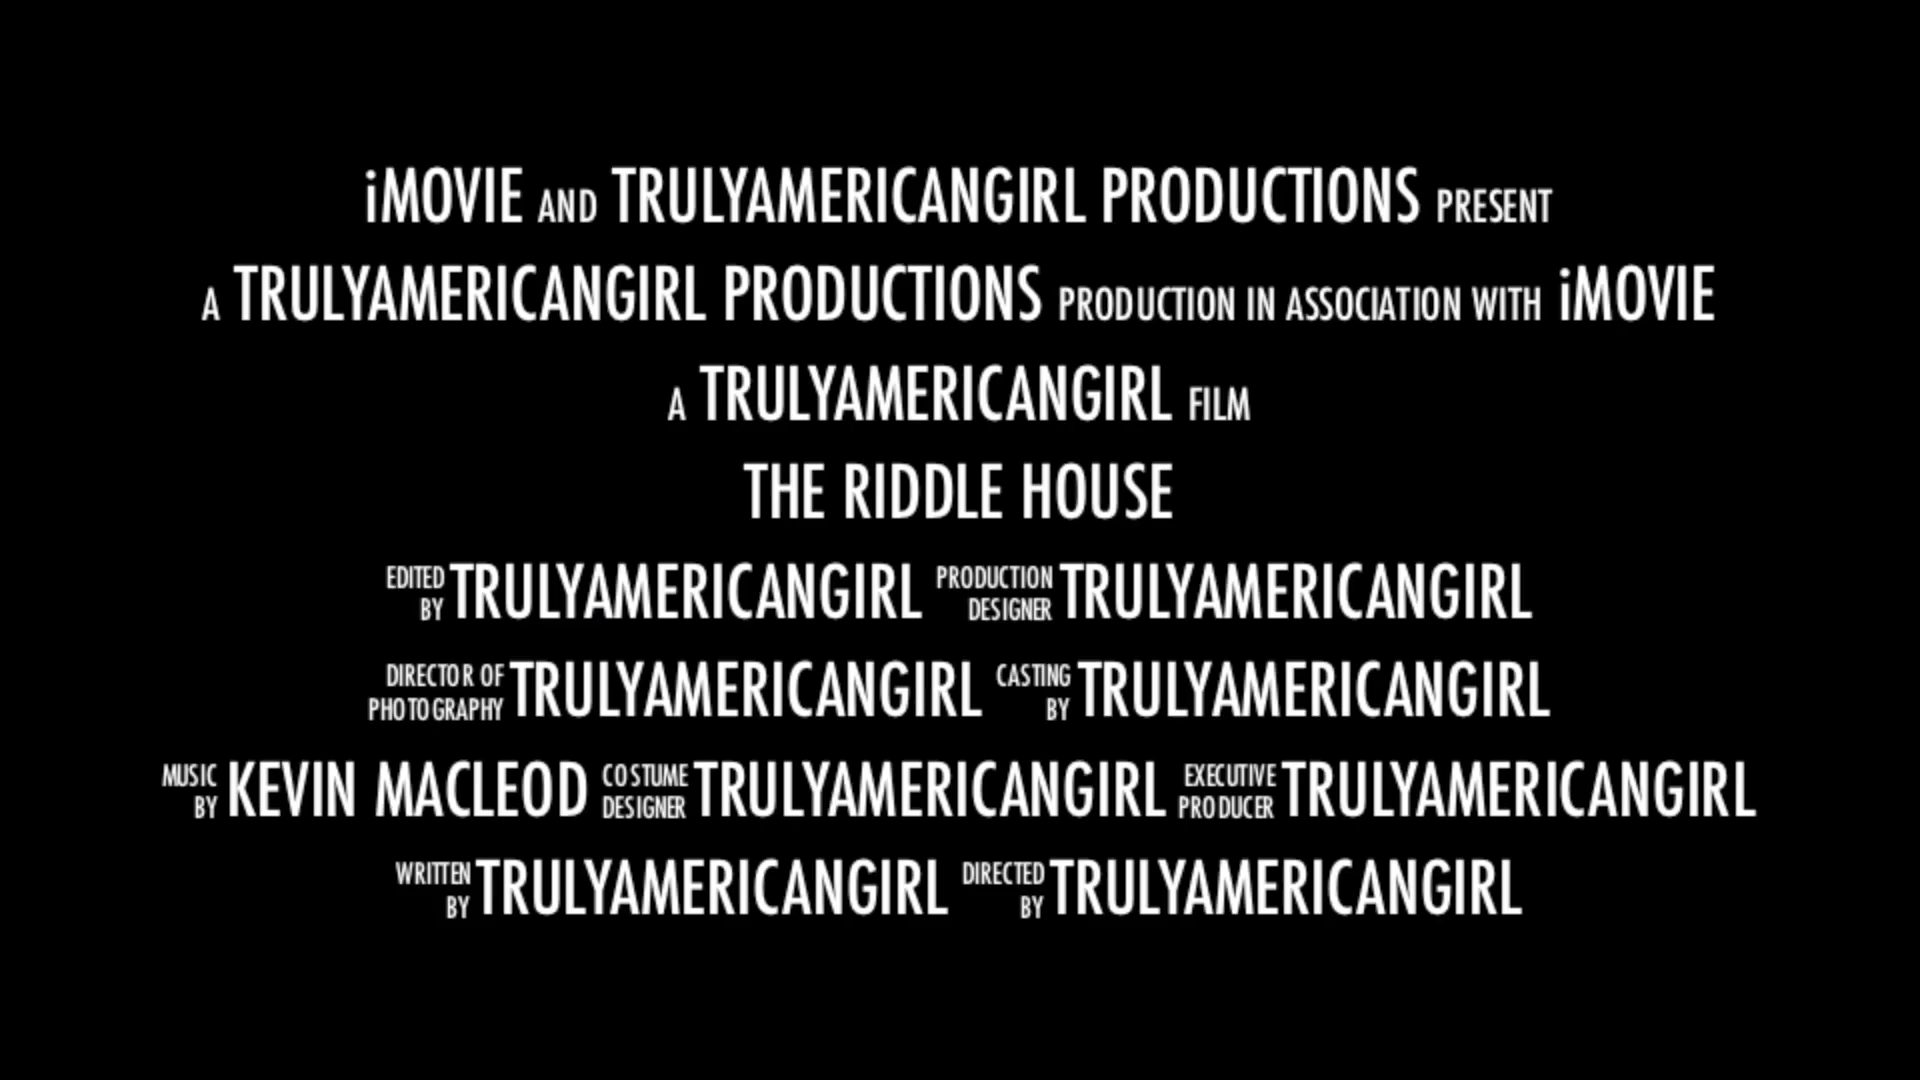 iMOVIE AND TRULYAMERICANGIRL PRODUCTIONS PRESENT
A TRULYAMERICANGIRL PRODUCTIONS PRODUCTION IN ASSOCIATION WITH iMOVIE
A TRULYAMERICANGIRL FILM
THE RIDDLE HOUSE
EDITED BY TRULYAMERICANGIRL PRODUCTION DESIGNER TRULYAMERICANGIRL
DIRECTOR OF PHOTOGRAPHY TRULYAMERICANGIRL CASTING BY TRULYAMERICANGIRL
MUSIC BY KEVIN MACLEOD COSTUME DESIGNER TRULYAMERICANGIRL EXECUTIVE PRODUCER TRULYAMERICANGIRL
WRITTEN BY TRULYAMERICANGIRL DIRECTED BY TRULYAMERICANGIRL